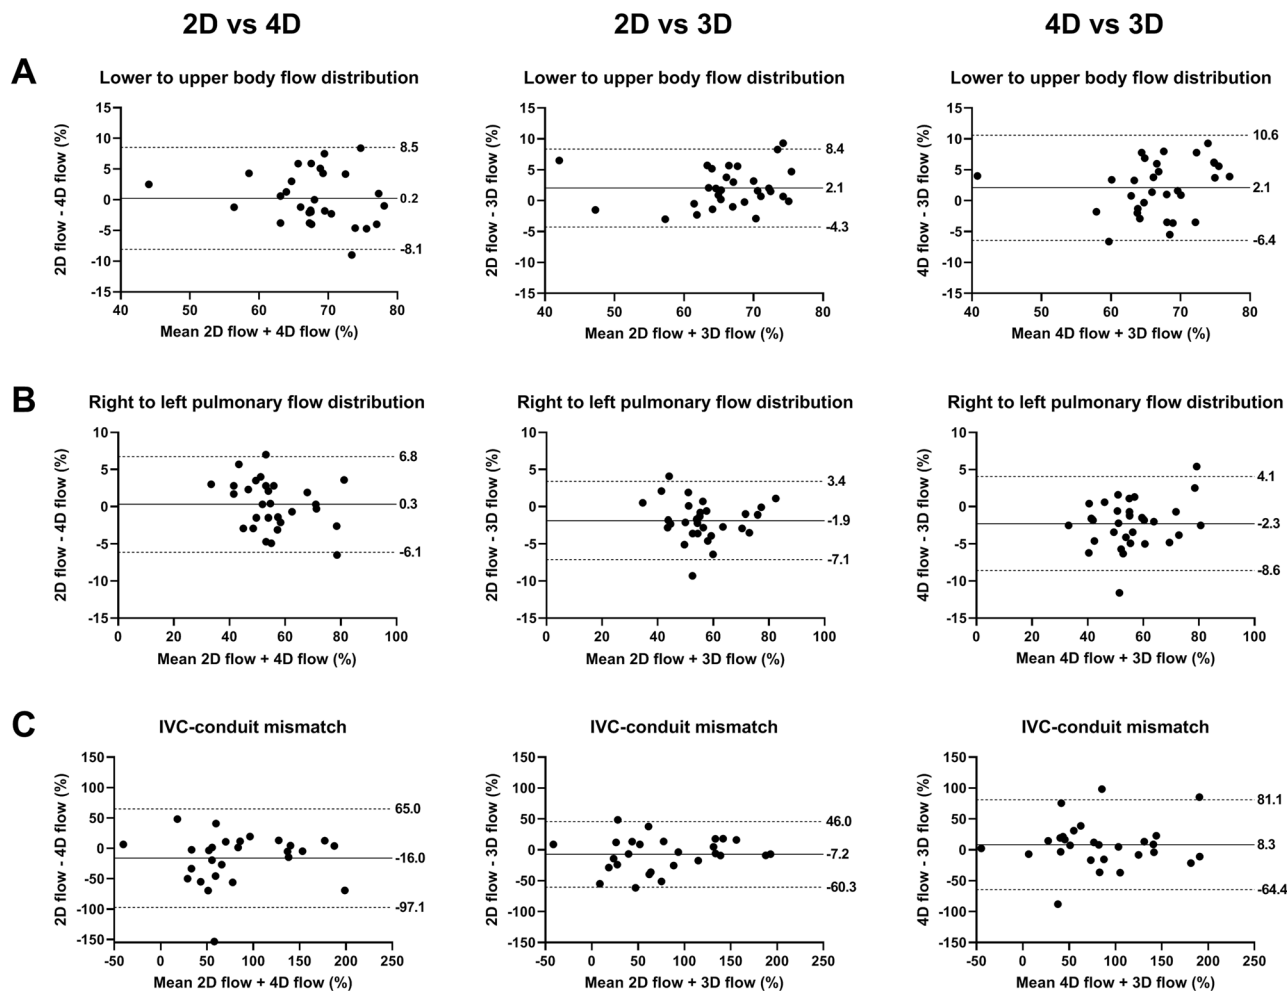 2D vs 4D 2D vs 3D 4D vs 3D
A
Lower to upper body flow distribution
2D flow - 4D flow (%)
15
10
5
0
-5
-10
-15
8.5
0.2
-8.1
40 50 60 70 80
Mean 2D flow + 4D flow (%)
Lower to upper body flow distribution
2D flow - 3D flow (%)
15
10
5
0
-5
-10
-15
8.4
2.1
-4.3
40 50 60 70 80
Mean 2D flow + 3D flow (%)
Lower to upper body flow distribution
4D flow - 3D flow (%)
15
10
5
0
-5
-10
-15
10.6
2.1
-6.4
40 50 60 70 80
Mean 4D flow + 3D flow (%)
B
Right to left pulmonary flow distribution
2D flow - 4D flow (%)
10
5
0
-5
-10
-15
6.8
0.3
-6.1
0 20 40 60 80 100
Mean 2D flow + 4D flow (%)
Right to left pulmonary flow distribution
2D flow - 3D flow (%)
10
5
0
-5
-10
-15
3.4
-1.9
-7.1
0 20 40 60 80 100
Mean 2D flow + 3D flow (%)
Right to left pulmonary flow distribution
4D flow - 3D flow (%)
10
5
0
-5
-10
-15
4.1
-2.3
-8.6
0 20 40 60 80 100
Mean 4D flow + 3D flow (%)
C
IVC-conduit mismatch
2D flow - 4D flow (%)
150
100
50
0
-50
-100
-150
65.0
-16.0
-97.1
-50 0 50 100 150 200 250
Mean 2D flow + 4D flow (%)
IVC-conduit mismatch
2D flow - 3D flow (%)
150
100
50
0
-50
-100
-150
46.0
-7.2
-60.3
-50 0 50 100 150 200 250
Mean 2D flow + 3D flow (%)
IVC-conduit mismatch
4D flow - 3D flow (%)
150
100
50
0
-50
-100
-150
81.1
8.3
-64.4
-50 0 50 100 150 200 250
Mean 4D flow + 3D flow (%)